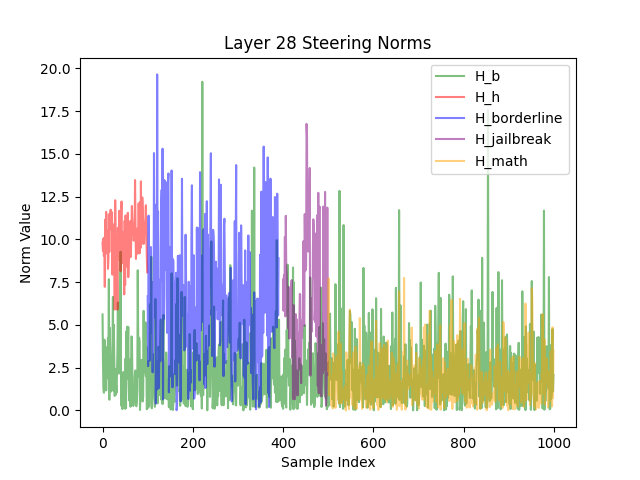 Layer 28 Steering Norms
20.0
17.5
15.0
12.5
10.0
7.5
5.0
2.5
0.0
Norm Value
H_b
H_h
H_borderline
H_jailbreak
H_math
0 200 400 600 800 1000
Sample Index